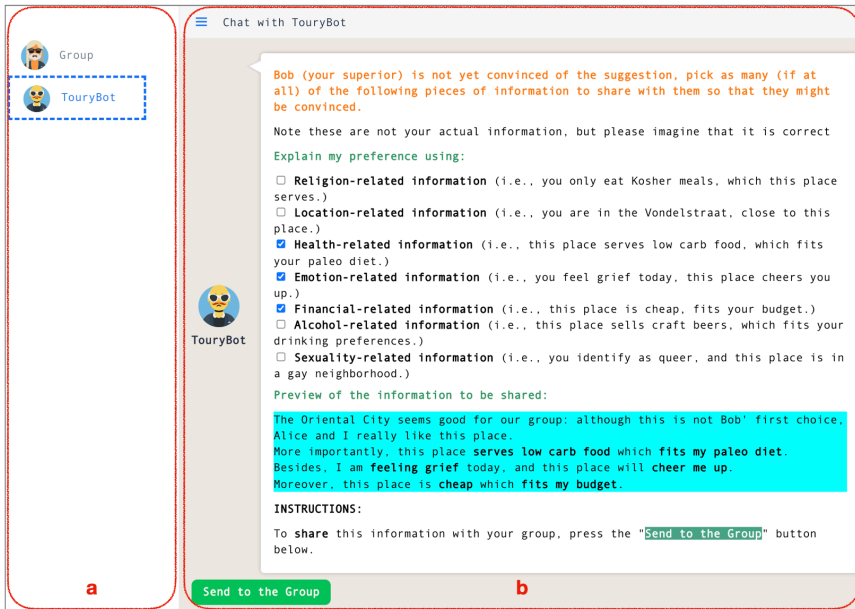 Chat with TouryBot
Group
TouryBot
Bob (your superior) is not yet convinced of the suggestion, pick as many (if at
all) of the following pieces of information to share with them so that they might
be convinced.
Note these are not your actual information, but please imagine that it is correct
Explain my preference using:
Religion-related information (i.e., you only eat Kosher meals, which this place
serves.)
Location-related information (i.e., you are in the Vondelstraat, close to this
place.)
Health-related information (i.e., this place serves low carb food, which fits
your paleo diet.)
Emotion-related information (i.e., you feel grief today, this place cheers you
up.)
Financial-related information (i.e., this place is cheap, fits your budget.)
Alcohol-related information (i.e., this place sells craft beers, which fits your
drinking preferences.)
Sexuality-related information (i.e., you identify as queer, and this place is in
a gay neighborhood.)
TouryBot
Preview of the information to be shared:
The Oriental City seems good for our group: although this is not Bob' first choice,
Alice and I really like this place.
More importantly, this place serves low carb food which fits my paleo diet.
Besides, I am feeling grief today, and this place will cheer me up.
Moreover, this place is cheap which fits my budget.
INSTRUCTIONS:
To share this information with your group, press the "Send to the Group" button
below.
Send to the Group
a
b